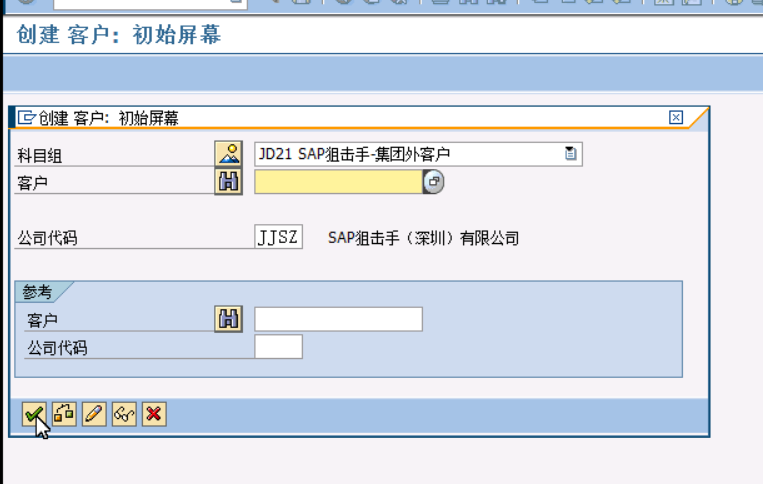 创建 客户: 初始屏幕
创建 客户: 初始屏幕
科目组 JD21 SAP狙击手-集团外客户
客户
公司代码 JJSZ SAP狙击手（深圳）有限公司
参考
客户
公司代码